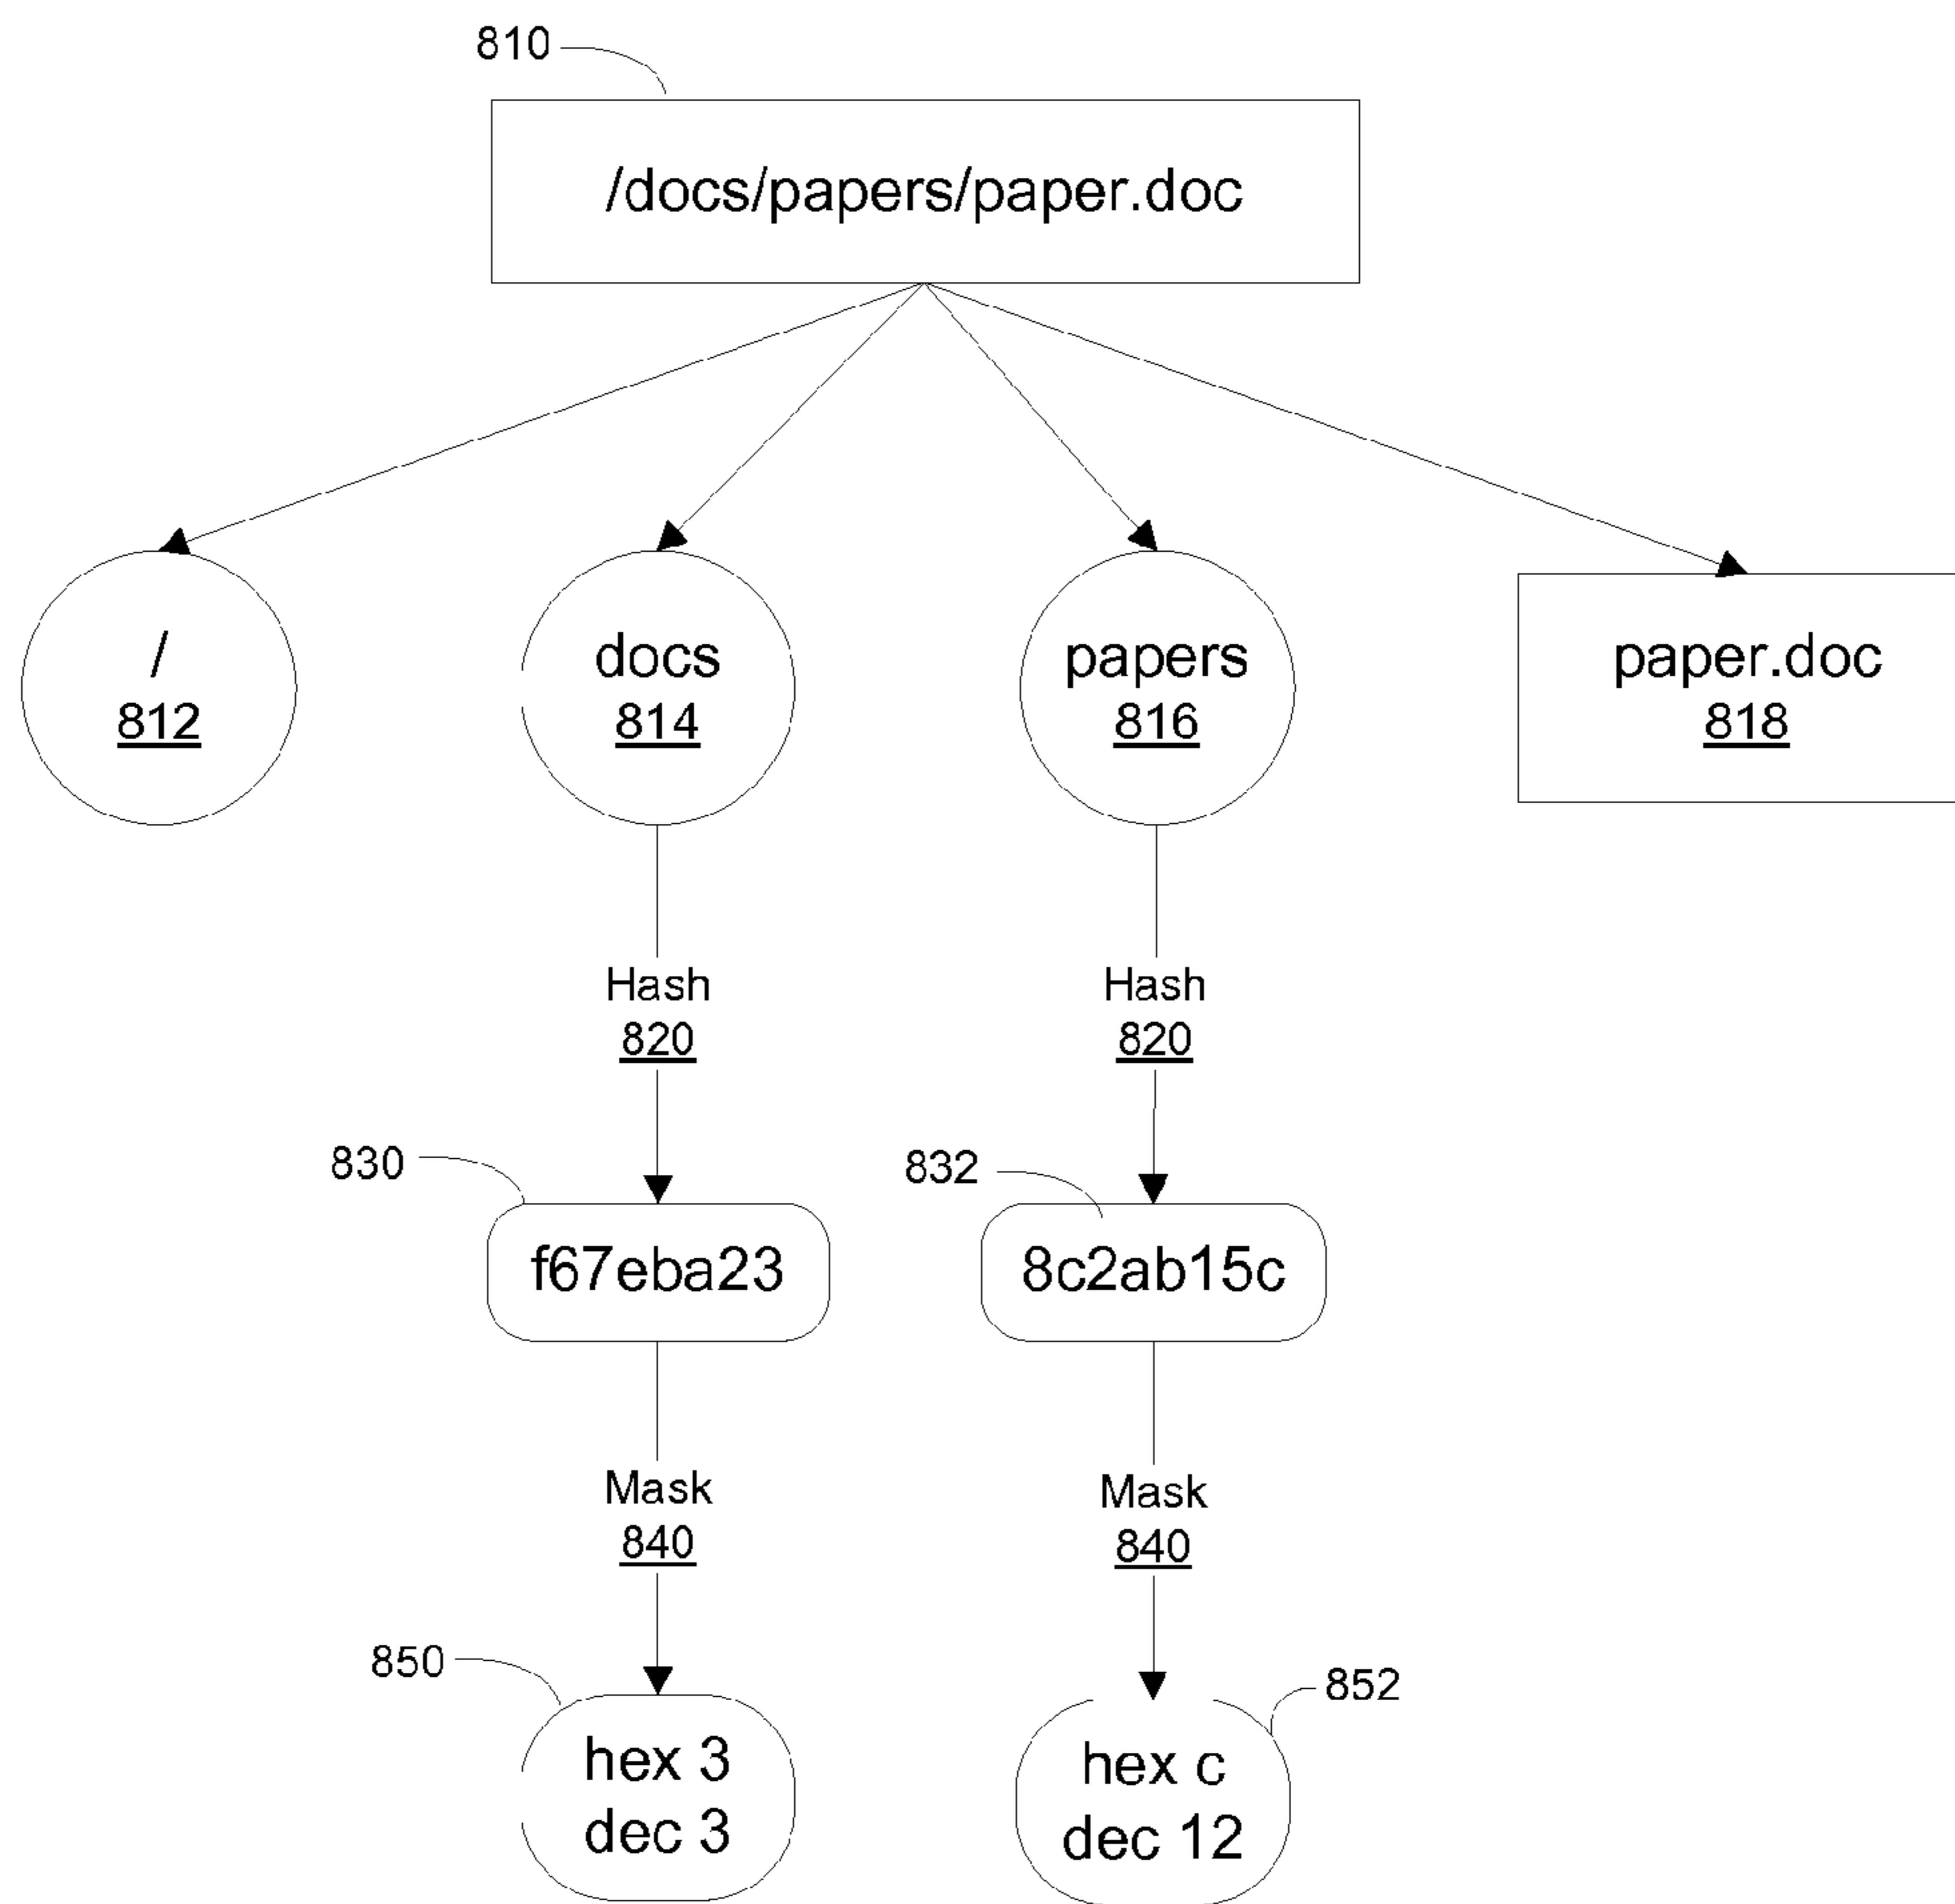 810
/docs/papers/paper.doc
/
812
docs
814
papers
816
paper.doc
818
Hash
820
Hash
820
830
832
f67eba23
8c2ab15c
Mask
840
Mask
840
850
852
hex 3
dec 3
hex c
dec 12